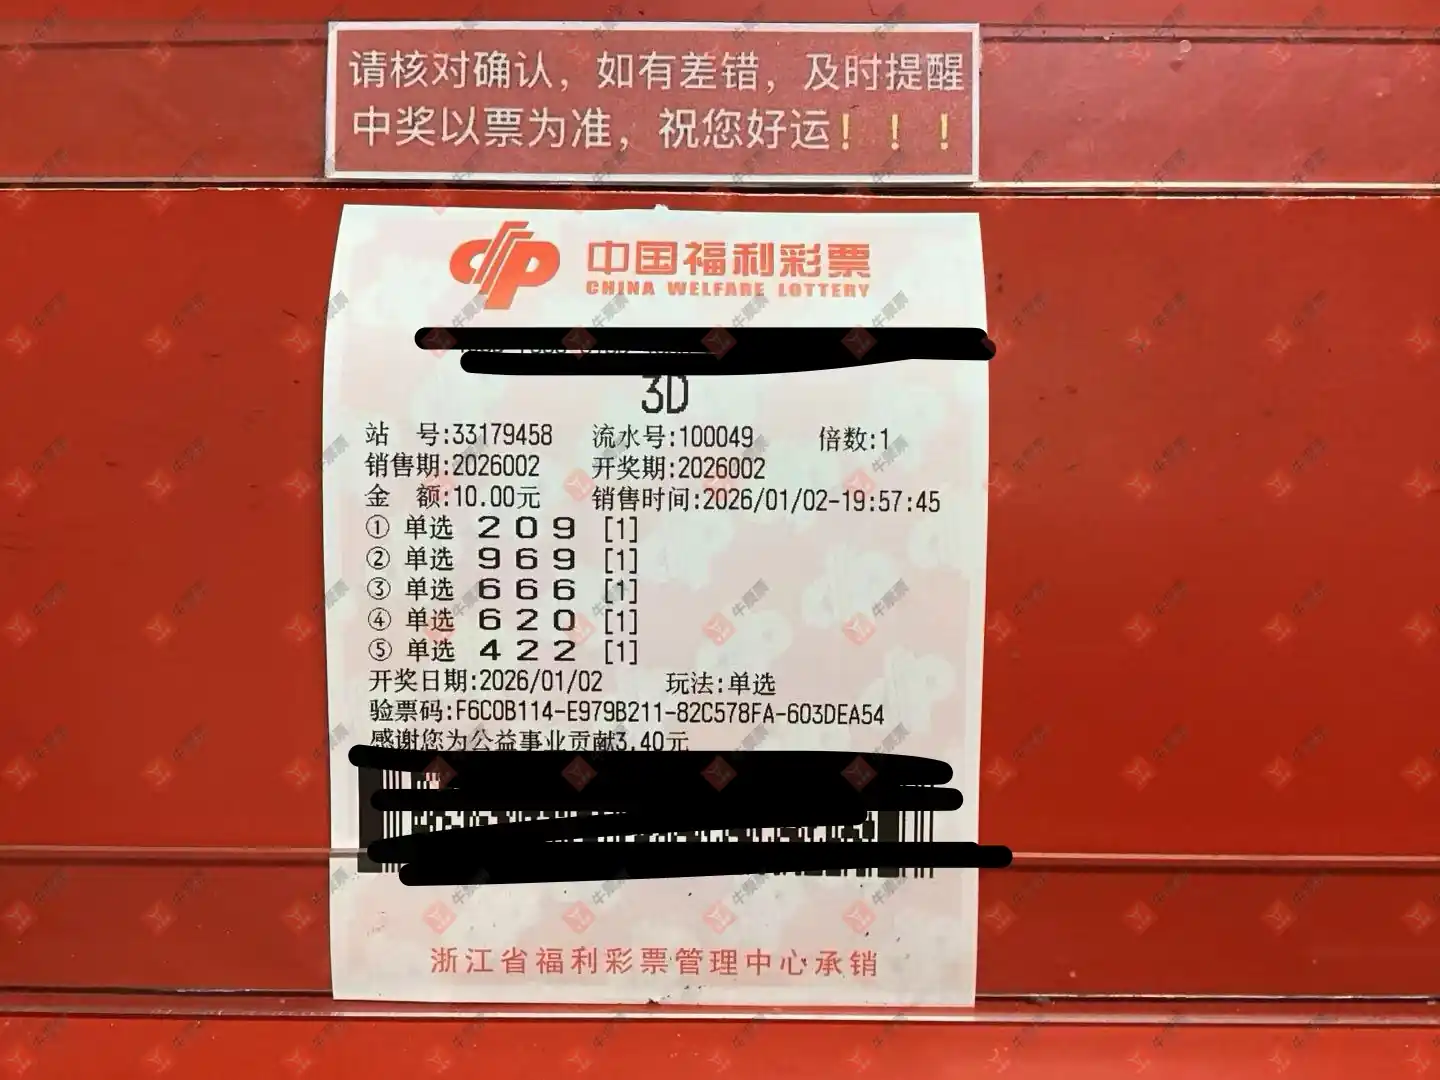 请核对确认，如有差错，及时提醒
中奖以票为准，祝您好运！！！
中国福利彩票
CHINA WELFARE LOTTERY
3D
站 号:33179458 流水号:100049 倍数:1
销售期:2026002 开奖期:2026002
金 额:10.00元 销售时间:2026/01/02-19:57:45
① 单选 2 0 9 [1]
② 单选 9 6 9 [1]
③ 单选 6 6 6 [1]
④ 单选 6 2 0 [1]
⑤ 单选 4 2 2 [1]
开奖日期:2026/01/02 玩法:单选
验票码:F6C0B114-E979B211-82C578FA-603DEA54
感谢您为公益事业贡献3.40元
浙江省福利彩票管理中心承销
牛票票